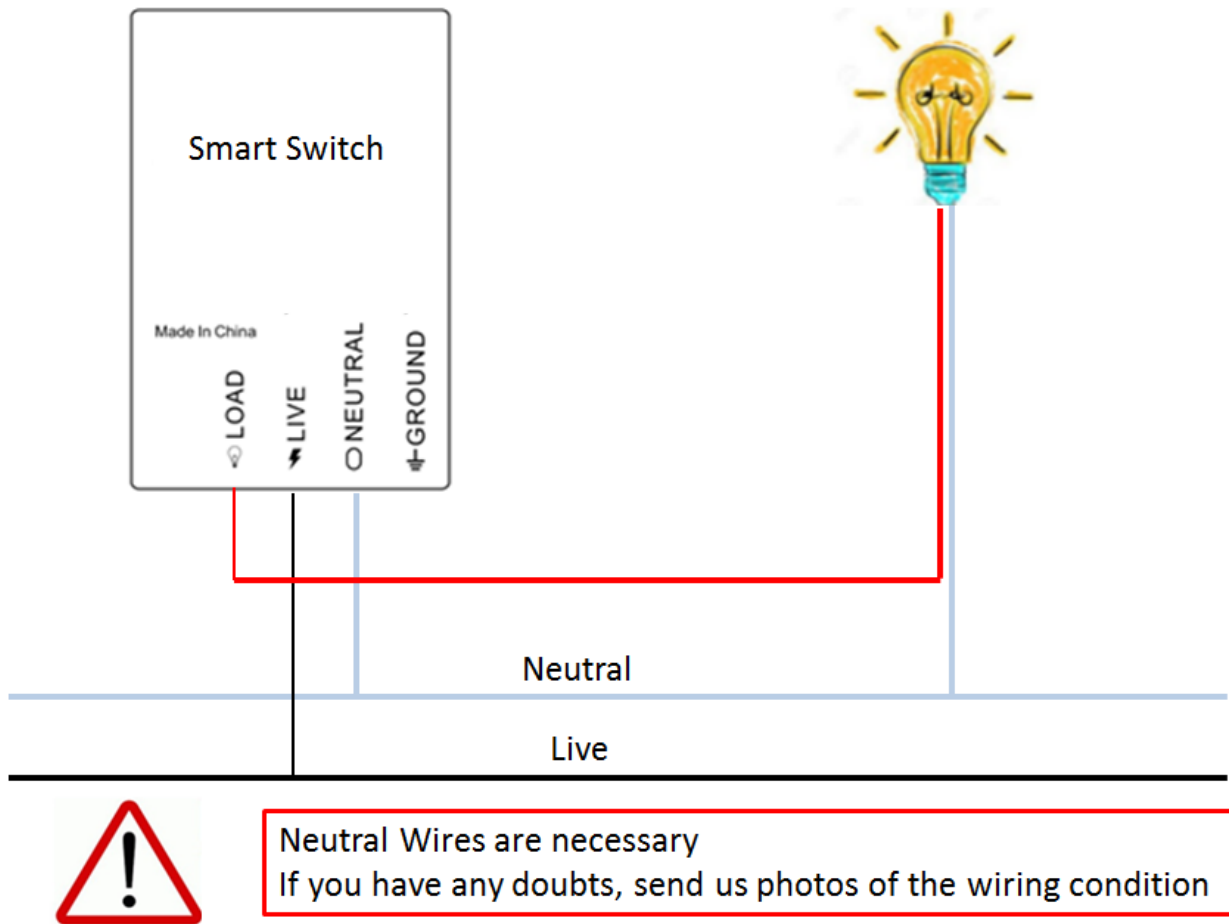 Smart Switch
Made In China
LOAD
LIVE
NEUTRAL
GROUND
Neutral
Live
Neutral Wires are necessary
If you have any doubts, send us photos of the wiring condition